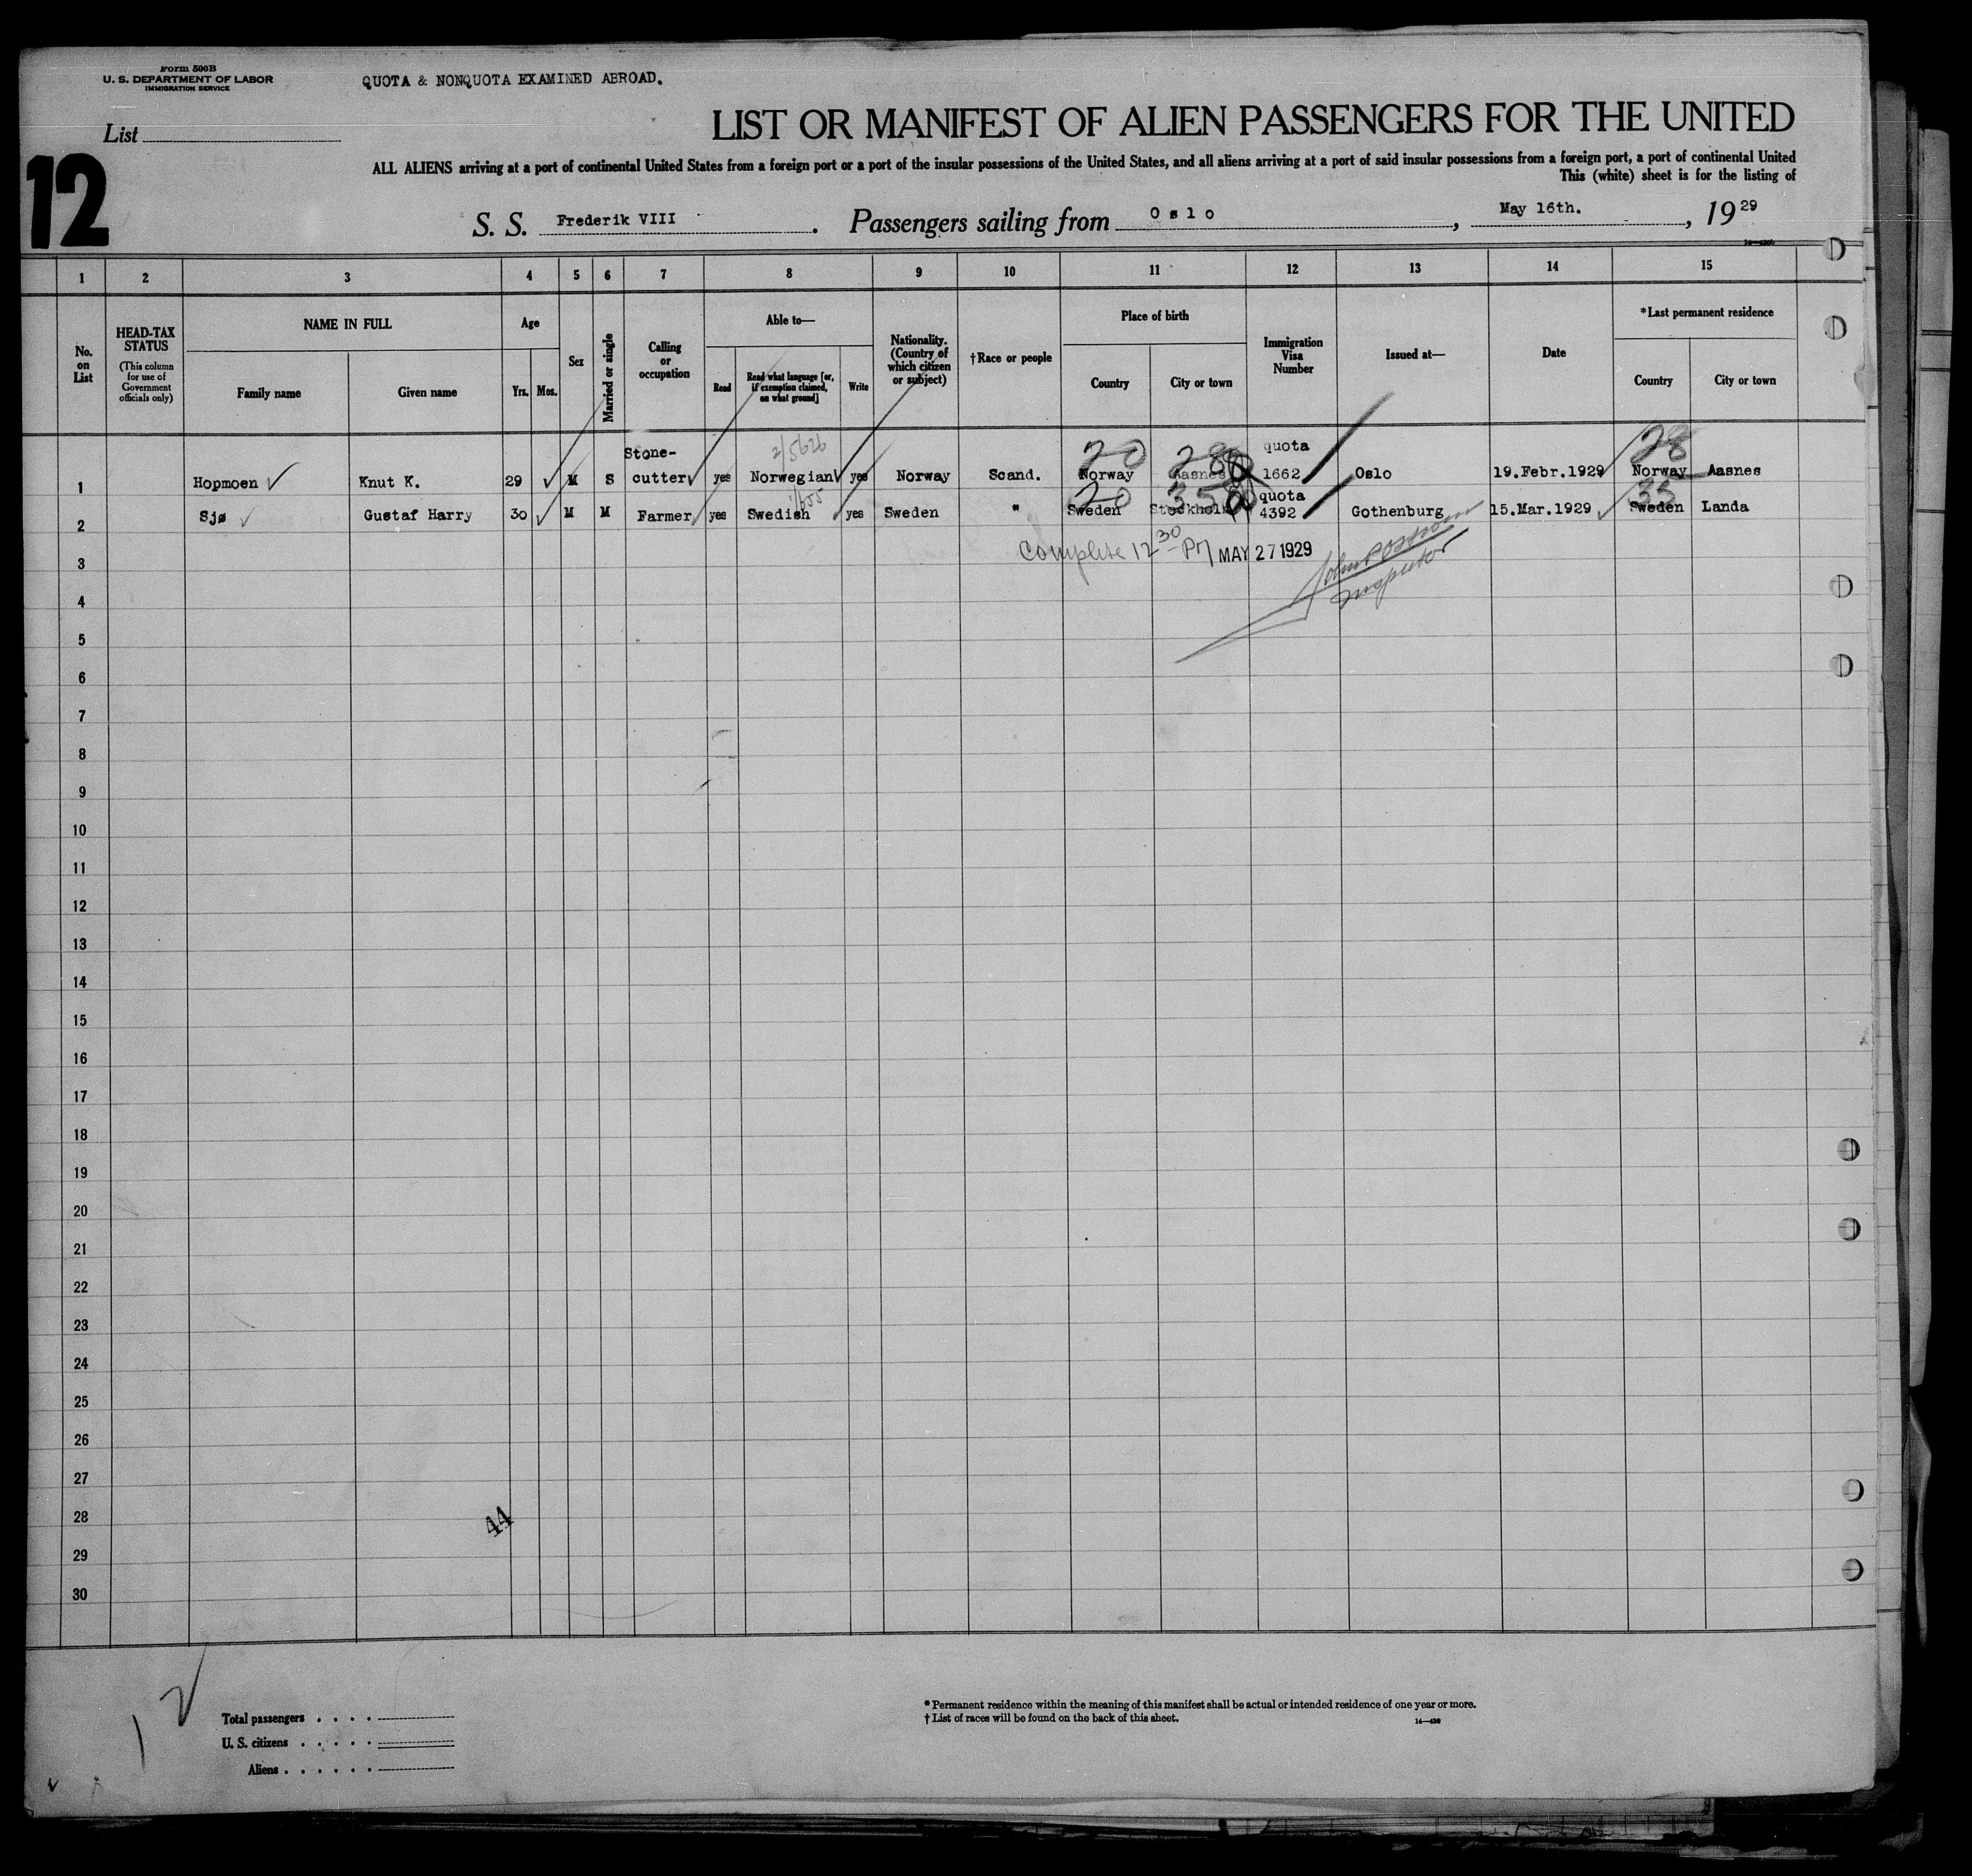 Form 500B
U. S. DEPARTMENT OF LABOR
IMMIGRATION SERVICE
QUOTA & NONQUOTA EXAMINED ABROAD.
List
12
LIST OR MANIFEST OF ALIEN PASSENGERS FOR THE UNITED
ALL ALIENS arriving at a port of continental United States from a foreign port or a port of the insular possessions of the United States, and all aliens arriving at a port of said insular possessions from a foreign port, a port of continental United
This (white) sheet is for the listing of
S. S. Frederik VIII . Passengers sailing from Oslo , May 16th. , 1929
1 2 3 4 5 6 7 8 9 10 11 12 13 14 15
No. on List
HEAD-TAX STATUS
(This column for use of Government officials only)
NAME IN FULL
Family name Given name
Age
Yrs. Mos.
Sex
Married or single
Calling or occupation
Able to—
Read
Read what language [or, if exemption claimed, on what ground]
Write
Nationality. (Country of which citizen or subject)
†Race or people
Place of birth
Country City or town
Immigration Visa Number
Issued at—
Date
*Last permanent residence
Country City or town
2/5626
20 28
28
1 Hopmoen Knut K. 29 M S Stone-cutter yes Norwegian yes Norway Scand. Norway Aasnes quota 1662 Oslo 19.Febr.1929 Norway Aasnes
20 35
33
2 Sjø Gustaf Harry 30 M M Farmer yes Swedish yes Sweden " Sweden Stockholm quota 4392 Gothenburg 15.Mar.1929 Sweden Landa
Complete 12 30 PM MAY 27 1929
Inspector
3
4
5
6
7
8
9
10
11
12
13
14
15
16
17
18
19
20
21
22
23
24
25
26
27
28
44
29
30
Total passengers . . . .
U. S. citizens . . . . .
Aliens . . . . . .
* Permanent residence within the meaning of this manifest shall be actual or intended residence of one year or more.
† List of races will be found on the back of this sheet.